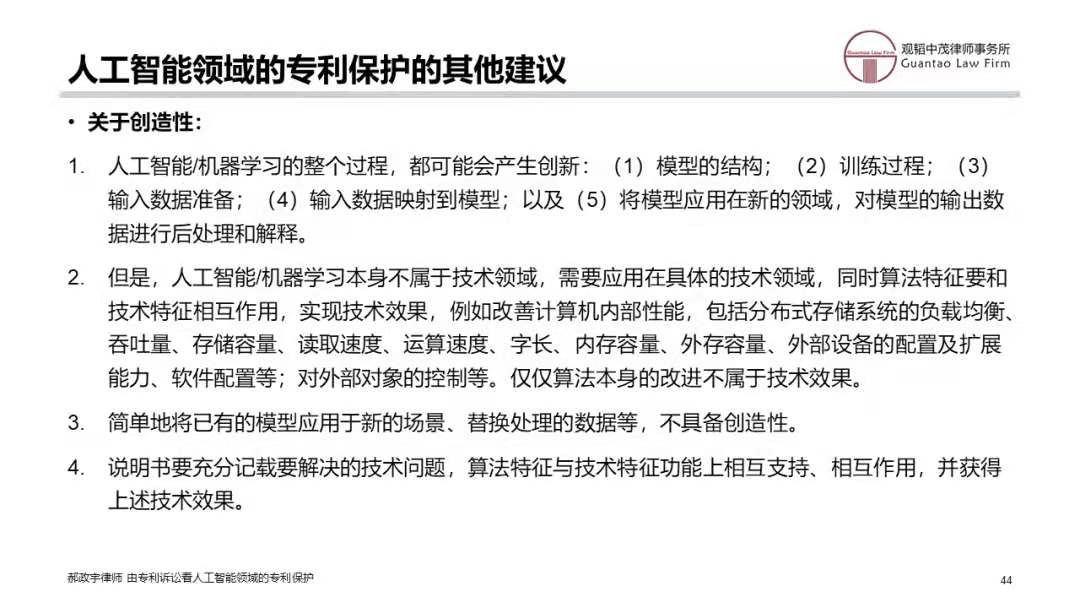 人工智能领域的专利保护的其他建议
Guantao Law Firm
观韬中茂律师事务所
Guantao Law Firm
• 关于创造性：
1. 人工智能/机器学习的整个过程，都可能会产生创新：（1）模型的结构；（2）训练过程；（3）
输入数据准备；（4）输入数据映射到模型；以及（5）将模型应用在新的领域，对模型的输出数
据进行后处理和解释。
2. 但是，人工智能/机器学习本身不属于技术领域，需要应用在具体的技术领域，同时算法特征要和
技术特征相互作用，实现技术效果，例如改善计算机内部性能，包括分布式存储系统的负载均衡、
吞吐量、存储容量、读取速度、运算速度、字长、内存容量、外存容量、外部设备的配置及扩展
能力、软件配置等；对外部对象的控制等。仅仅算法本身的改进不属于技术效果。
3. 简单地将已有的模型应用于新的场景、替换处理的数据等，不具备创造性。
4. 说明书要充分记载要解决的技术问题，算法特征与技术特征功能上相互支持、相互作用，并获得
上述技术效果。
郝政宇律师 由专利诉讼看人工智能领域的专利保护
44